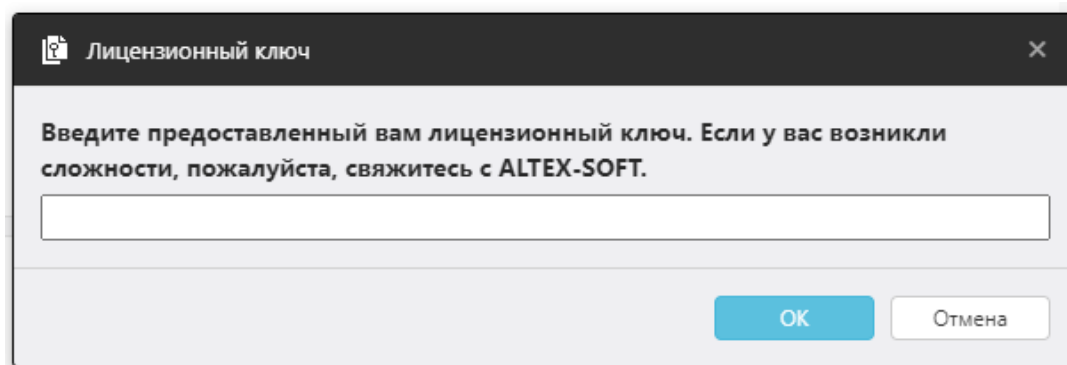 Лицензионный ключ
Введите предоставленный вам лицензионный ключ. Если у вас возникли
сложности, пожалуйста, свяжитесь с ALTEX-SOFT.
OK
Отмена